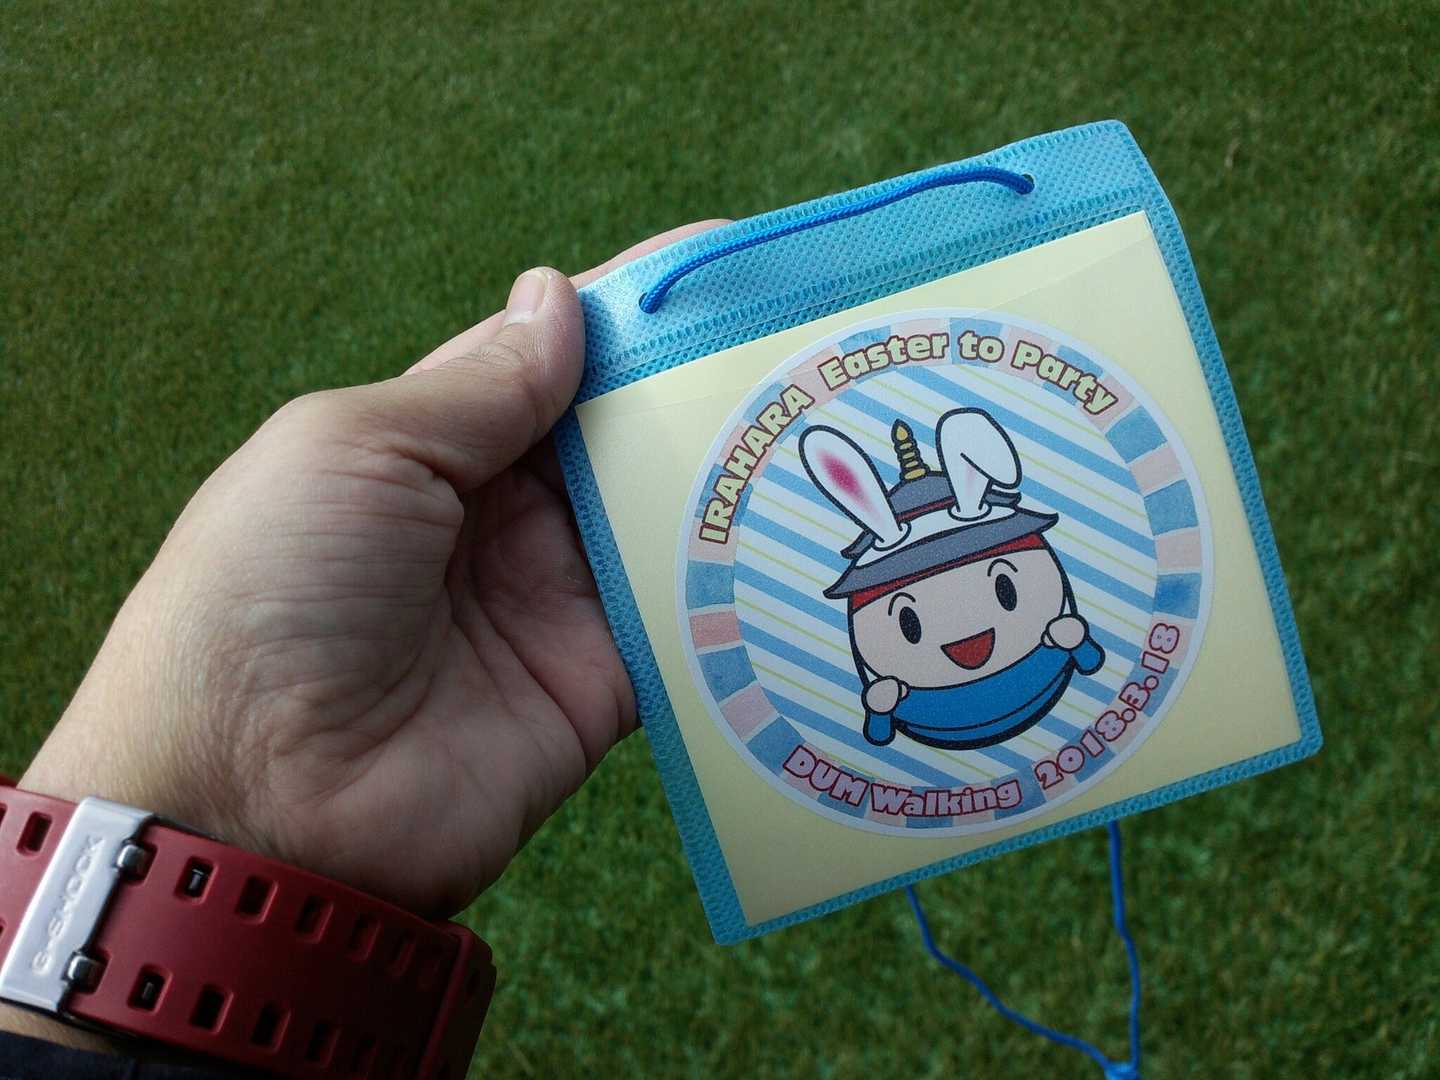 IRAHARA Easter to Party
DUM Walking 2018.3.18
G-SHOCK